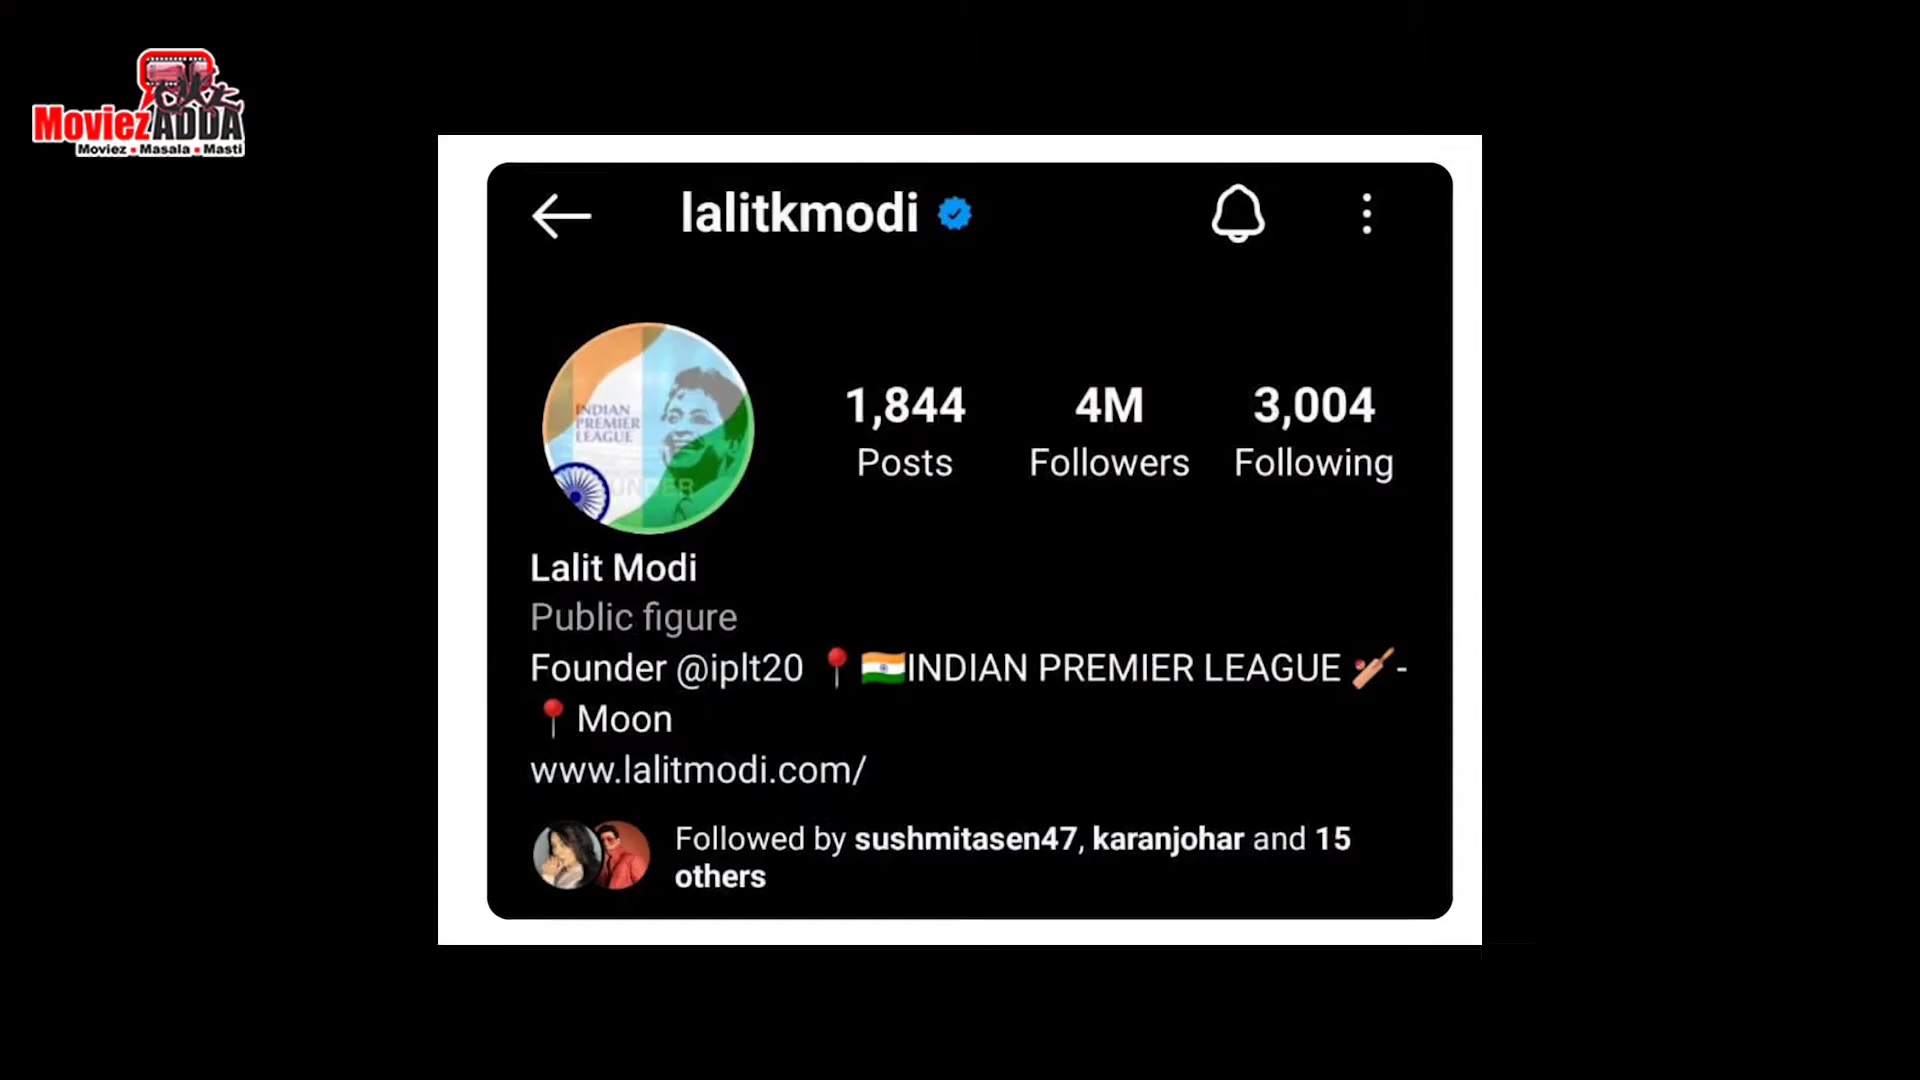 MoviezADDA
Moviez • Masala • Masti
lalitkmodi
1,844 4M 3,004
Posts Followers Following
INDIAN
PREMIER
LEAGUE
Lalit Modi
Public figure
Founder @iplt20 📍🇮🇳INDIAN PREMIER LEAGUE 🏏-
📍Moon
www.lalitmodi.com/
Followed by sushmitasen47, karanjohar and 15
others